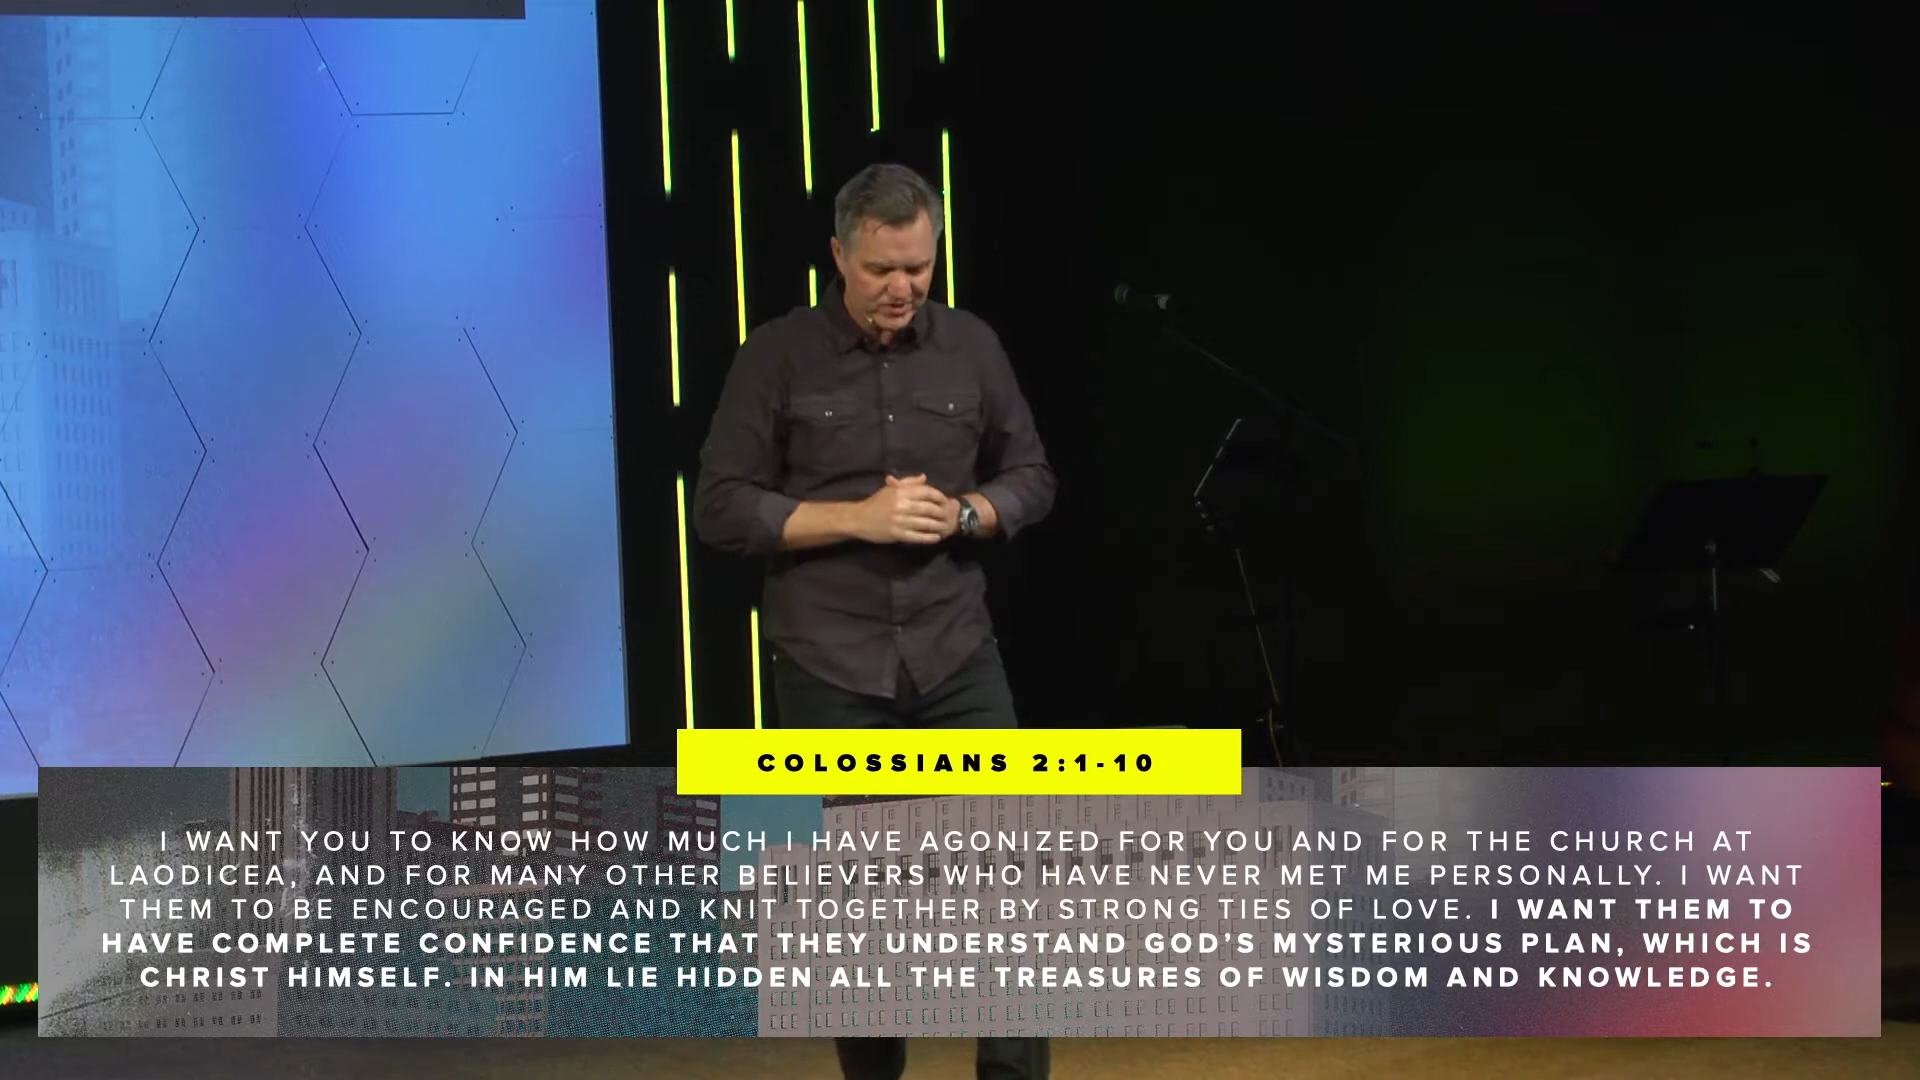 COLOSSIANS 2:1-10
I WANT YOU TO KNOW HOW MUCH I HAVE AGONIZED FOR YOU AND FOR THE CHURCH AT
LAODICEA, AND FOR MANY OTHER BELIEVERS WHO HAVE NEVER MET ME PERSONALLY. I WANT
THEM TO BE ENCOURAGED AND KNIT TOGETHER BY STRONG TIES OF LOVE. I WANT THEM TO
HAVE COMPLETE CONFIDENCE THAT THEY UNDERSTAND GOD’S MYSTERIOUS PLAN, WHICH IS
CHRIST HIMSELF. IN HIM LIE HIDDEN ALL THE TREASURES OF WISDOM AND KNOWLEDGE.